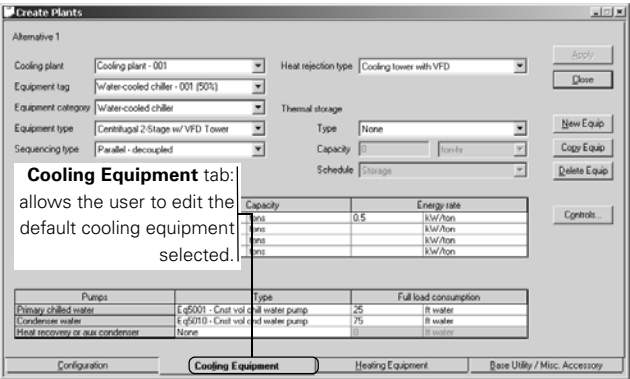 Create Plants
Alternative 1
Cooling plant Cooling plant - 001 Heat rejection type Cooling tower with VFD Apply
Equipment tag Water-cooled chiller - 001 (50%) Close
Equipment category Water-cooled chiller Thermal storage
Equipment type Centrifugal 2-Stage w/ VFD Tower Type None New Equip
Sequencing type Parallel - decoupled Capacity 0 ton-hr Copy Equip
Schedule Storage Delete Equip
Cooling Equipment tab:
allows the user to edit the
default cooling equipment
selected.
Capacity Energy rate
tons 0.5 kW/ton Controls...
tons kW/ton
tons kW/ton
tons kW/ton
Pumps Type Full load consumption
Primary chilled water Eq5001 - Cnst vol chill water pump 25 ft water
Condenser water Eq5010 - Cnst vol cnd water pump 75 ft water
Heat recovery or aux condenser None 0 ft water
Configuration Cooling Equipment Heating Equipment Base Utility / Misc. Accessory